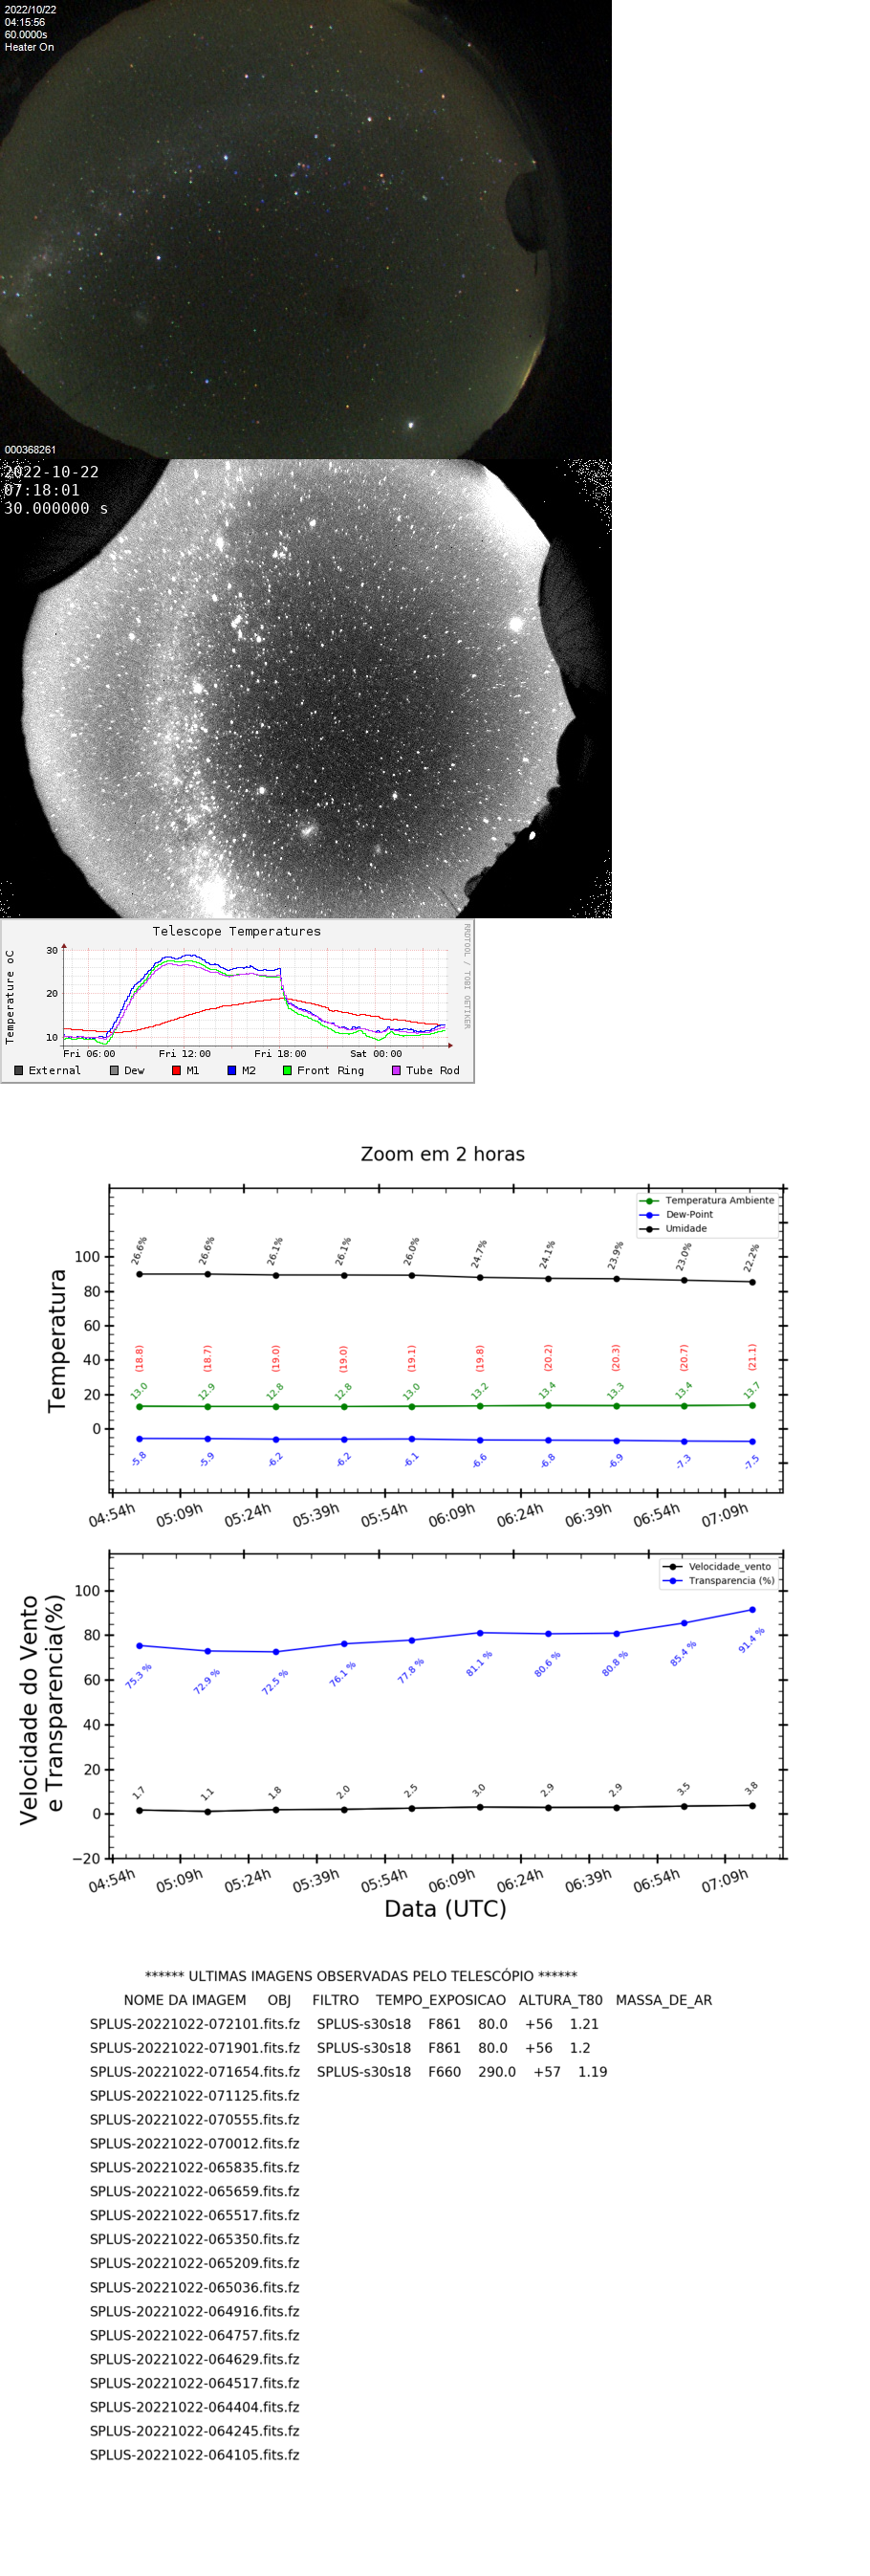 2022/10/22
04:15:56
60.0000s
Heater On
000368261
2022-10-22
07:18:01
30.000000 s
Telescope Temperatures
RRDTOOL / TOBI OETIKER
Temperature oC
30
20
10
Fri 06:00 Fri 12:00 Fri 18:00 Sat 00:00
External Dew M1 M2 Front Ring Tube Rod
Zoom em 2 horas
Temperatura
Temperatura Ambiente
Dew-Point
Umidade
100
80
60
40
20
0
26.6% 26.6% 26.1% 26.1% 26.0% 24.7% 24.1% 23.9% 23.0% 22.2%
(18.8) (18.7) (19.0) (19.0) (19.1) (19.8) (20.2) (20.3) (20.7) (21.1)
13.0 12.9 12.8 12.8 13.0 13.2 13.4 13.3 13.4 13.7
-5.8 -5.9 -6.2 -6.2 -6.1 -6.6 -6.8 -6.9 -7.3 -7.5
04:54h 05:09h 05:24h 05:39h 05:54h 06:09h 06:24h 06:39h 06:54h 07:09h
Velocidade do Vento
e Transparencia(%)
Velocidade_vento
Transparencia (%)
100
80
60
40
20
0
−20
75.3 % 72.9 % 72.5 % 76.1 % 77.8 % 81.1 % 80.6 % 80.8 % 85.4 % 91.4 %
1.7 1.1 1.8 2.0 2.5 3.0 2.9 2.9 3.5 3.8
04:54h 05:09h 05:24h 05:39h 05:54h 06:09h 06:24h 06:39h 06:54h 07:09h
Data (UTC)
****** ULTIMAS IMAGENS OBSERVADAS PELO TELESCÓPIO ******
NOME DA IMAGEM OBJ FILTRO TEMPO_EXPOSICAO ALTURA_T80 MASSA_DE_AR
SPLUS-20221022-072101.fits.fz SPLUS-s30s18 F861 80.0 +56 1.21
SPLUS-20221022-071901.fits.fz SPLUS-s30s18 F861 80.0 +56 1.2
SPLUS-20221022-071654.fits.fz SPLUS-s30s18 F660 290.0 +57 1.19
SPLUS-20221022-071125.fits.fz
SPLUS-20221022-070555.fits.fz
SPLUS-20221022-070012.fits.fz
SPLUS-20221022-065835.fits.fz
SPLUS-20221022-065659.fits.fz
SPLUS-20221022-065517.fits.fz
SPLUS-20221022-065350.fits.fz
SPLUS-20221022-065209.fits.fz
SPLUS-20221022-065036.fits.fz
SPLUS-20221022-064916.fits.fz
SPLUS-20221022-064757.fits.fz
SPLUS-20221022-064629.fits.fz
SPLUS-20221022-064517.fits.fz
SPLUS-20221022-064404.fits.fz
SPLUS-20221022-064245.fits.fz
SPLUS-20221022-064105.fits.fz